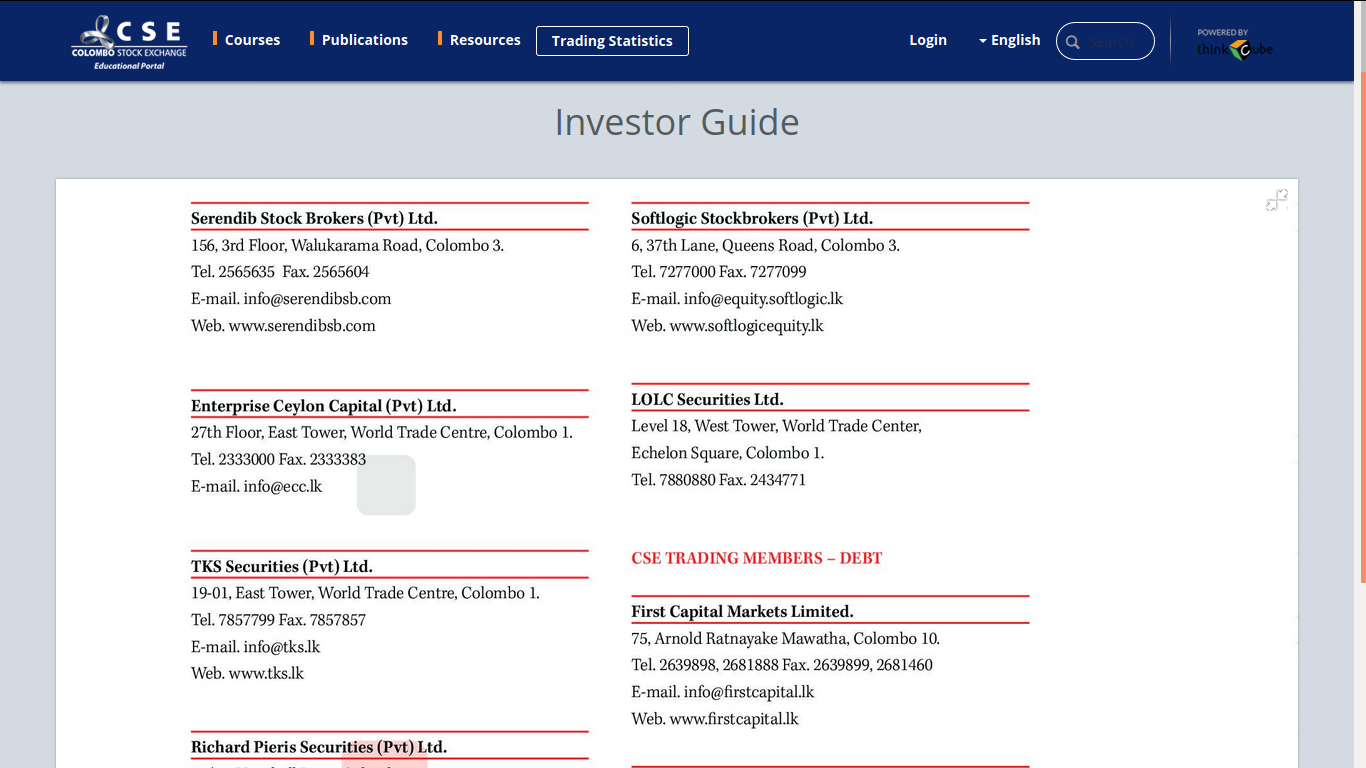 CSE
COLOMBO STOCK EXCHANGE
Educational Portal
Courses
Publications
Resources
Trading Statistics
Login
English
Search
POWERED BY
thinkCube
Investor Guide
Serendib Stock Brokers (Pvt) Ltd.
156, 3rd Floor, Walukarama Road, Colombo 3.
Tel. 2565635  Fax. 2565604
E-mail. info@serendibsb.com
Web. www.serendibsb.com
Enterprise Ceylon Capital (Pvt) Ltd.
27th Floor, East Tower, World Trade Centre, Colombo 1.
Tel. 2333000 Fax. 2333383
E-mail. info@ecc.lk
TKS Securities (Pvt) Ltd.
19-01, East Tower, World Trade Centre, Colombo 1.
Tel. 7857799 Fax. 7857857
E-mail. info@tks.lk
Web. www.tks.lk
Richard Pieris Securities (Pvt) Ltd.
Softlogic Stockbrokers (Pvt) Ltd.
6, 37th Lane, Queens Road, Colombo 3.
Tel. 7277000 Fax. 7277099
E-mail. info@equity.softlogic.lk
Web. www.softlogicequity.lk
LOLC Securities Ltd.
Level 18, West Tower, World Trade Center,
Echelon Square, Colombo 1.
Tel. 7880880 Fax. 2434771
CSE TRADING MEMBERS – DEBT
First Capital Markets Limited.
75, Arnold Ratnayake Mawatha, Colombo 10.
Tel. 2639898, 2681888 Fax. 2639899, 2681460
E-mail. info@firstcapital.lk
Web. www.firstcapital.lk